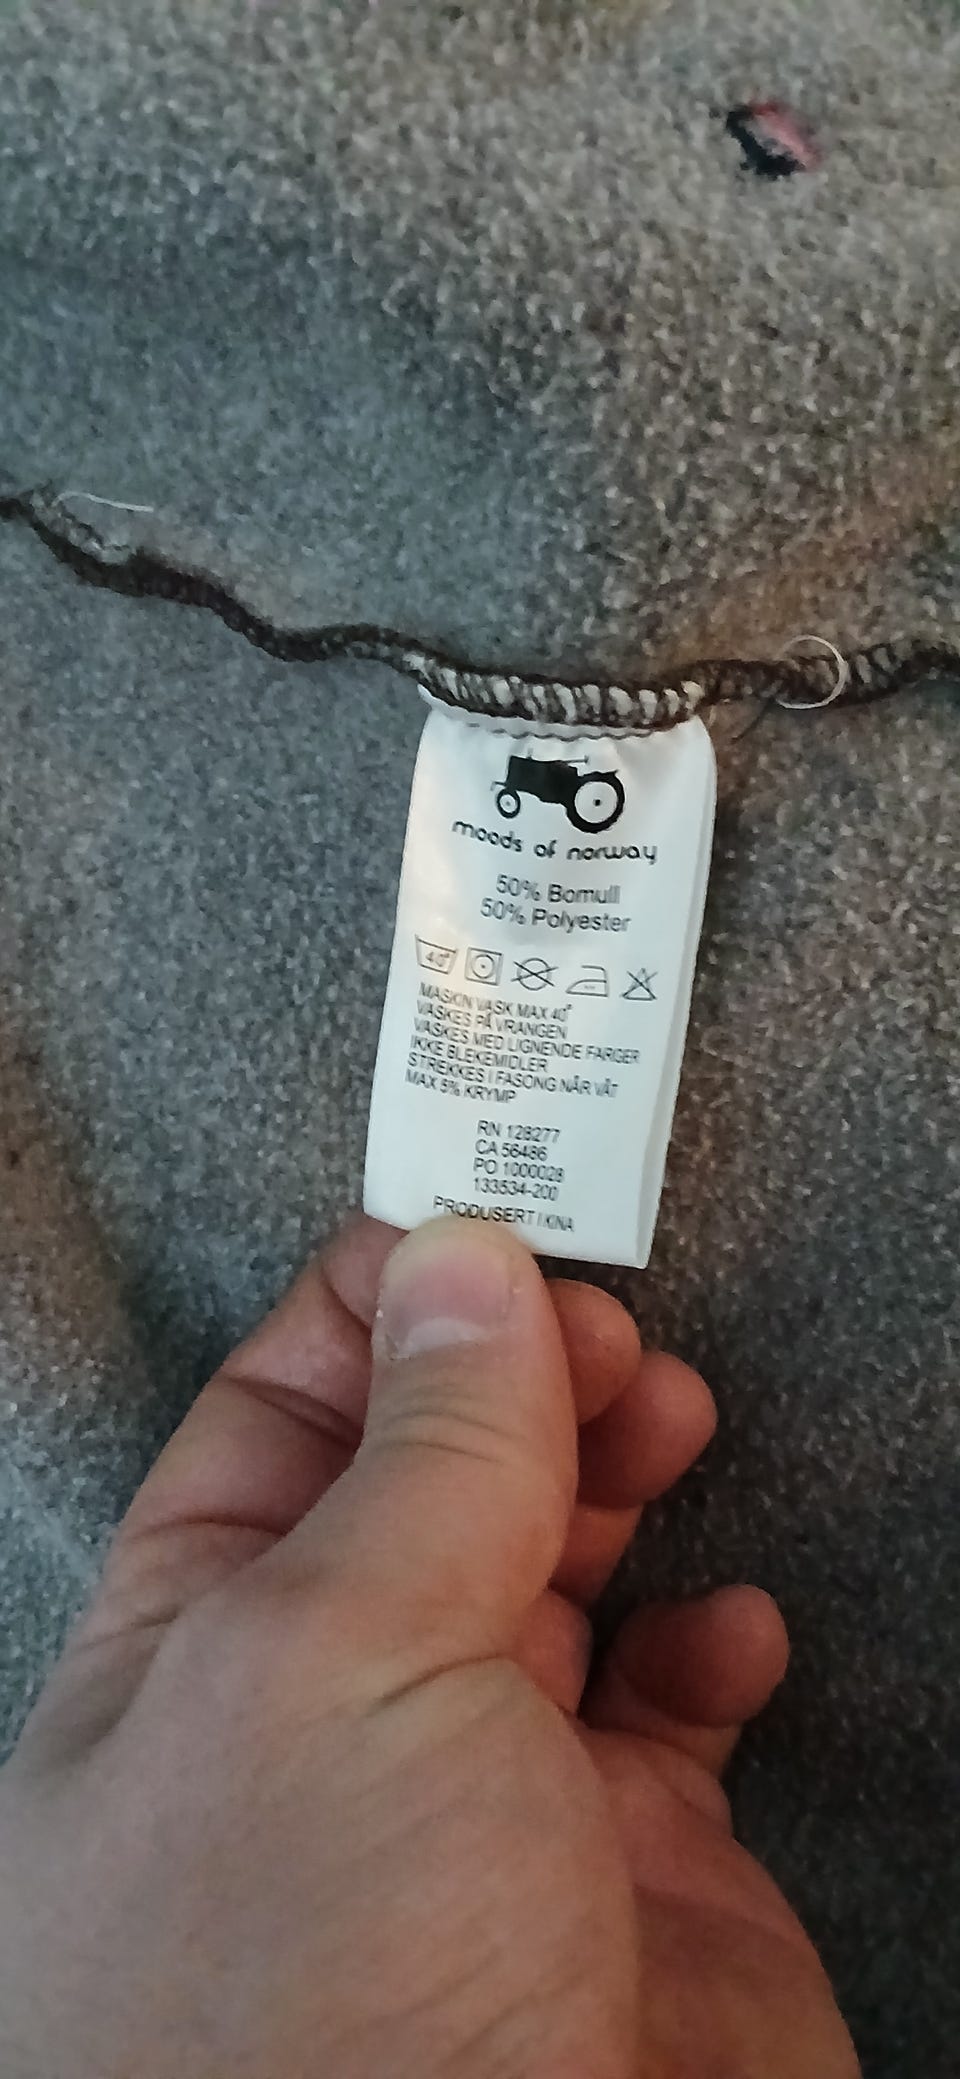 moods of norway
50% Bomull
50% Polyester
40°
MASKIN VASK MAX 40°
VASKES PÅ VRANGEN
VASKES MED LIGNENDE FARGER
IKKE BLEKEMIDLER
STREKKES I FASONG NÅR VÅT
MAX 5% KRYMP
RN 128277
CA 56486
PO 1000028
133534-200
PRODUSERT I KINA